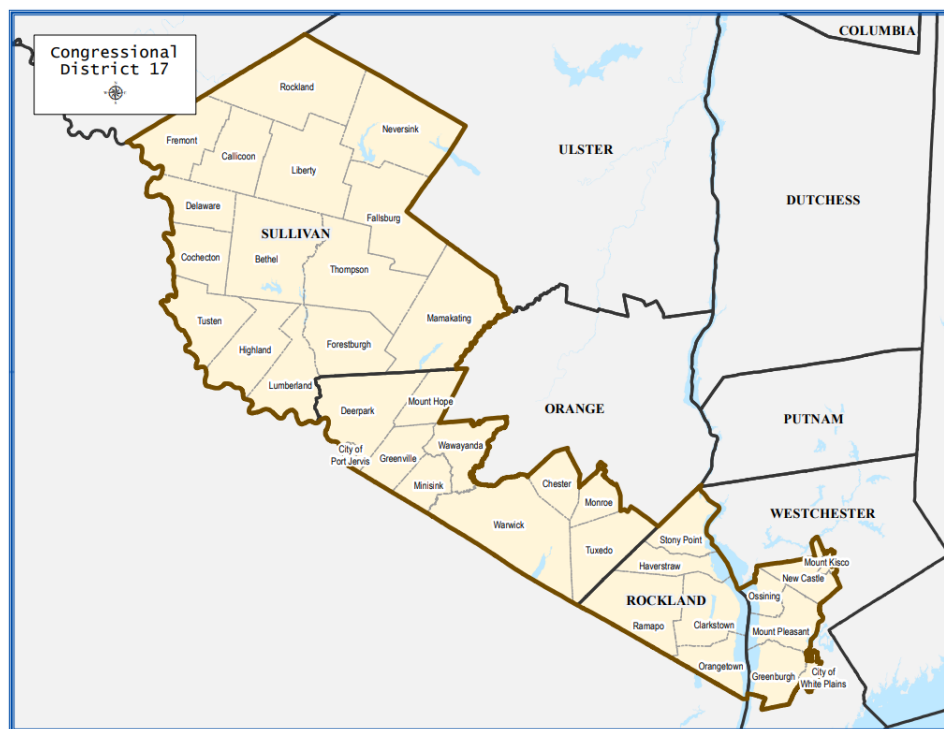 Congressional
District 17
COLUMBIA
Rockland
Neversink
Fremont
Callicoon
Liberty
ULSTER
DUTCHESS
Delaware
Fallsburg
SULLIVAN
Cochecton
Bethel
Thompson
Mamakating
Tusten
Highland
Forestburgh
Lumberland
Deerpark
Mount Hope
ORANGE
PUTNAM
City of
Port Jervis
Greenville
Wawayanda
Minisink
Chester
Monroe
Warwick
WESTCHESTER
Stony Point
Tuxedo
Haverstraw
Mount Kisco
New Castle
Ossining
ROCKLAND
Ramapo
Clarkstown
Mount Pleasant
Orangetown
Greenburgh
City of
White Plains